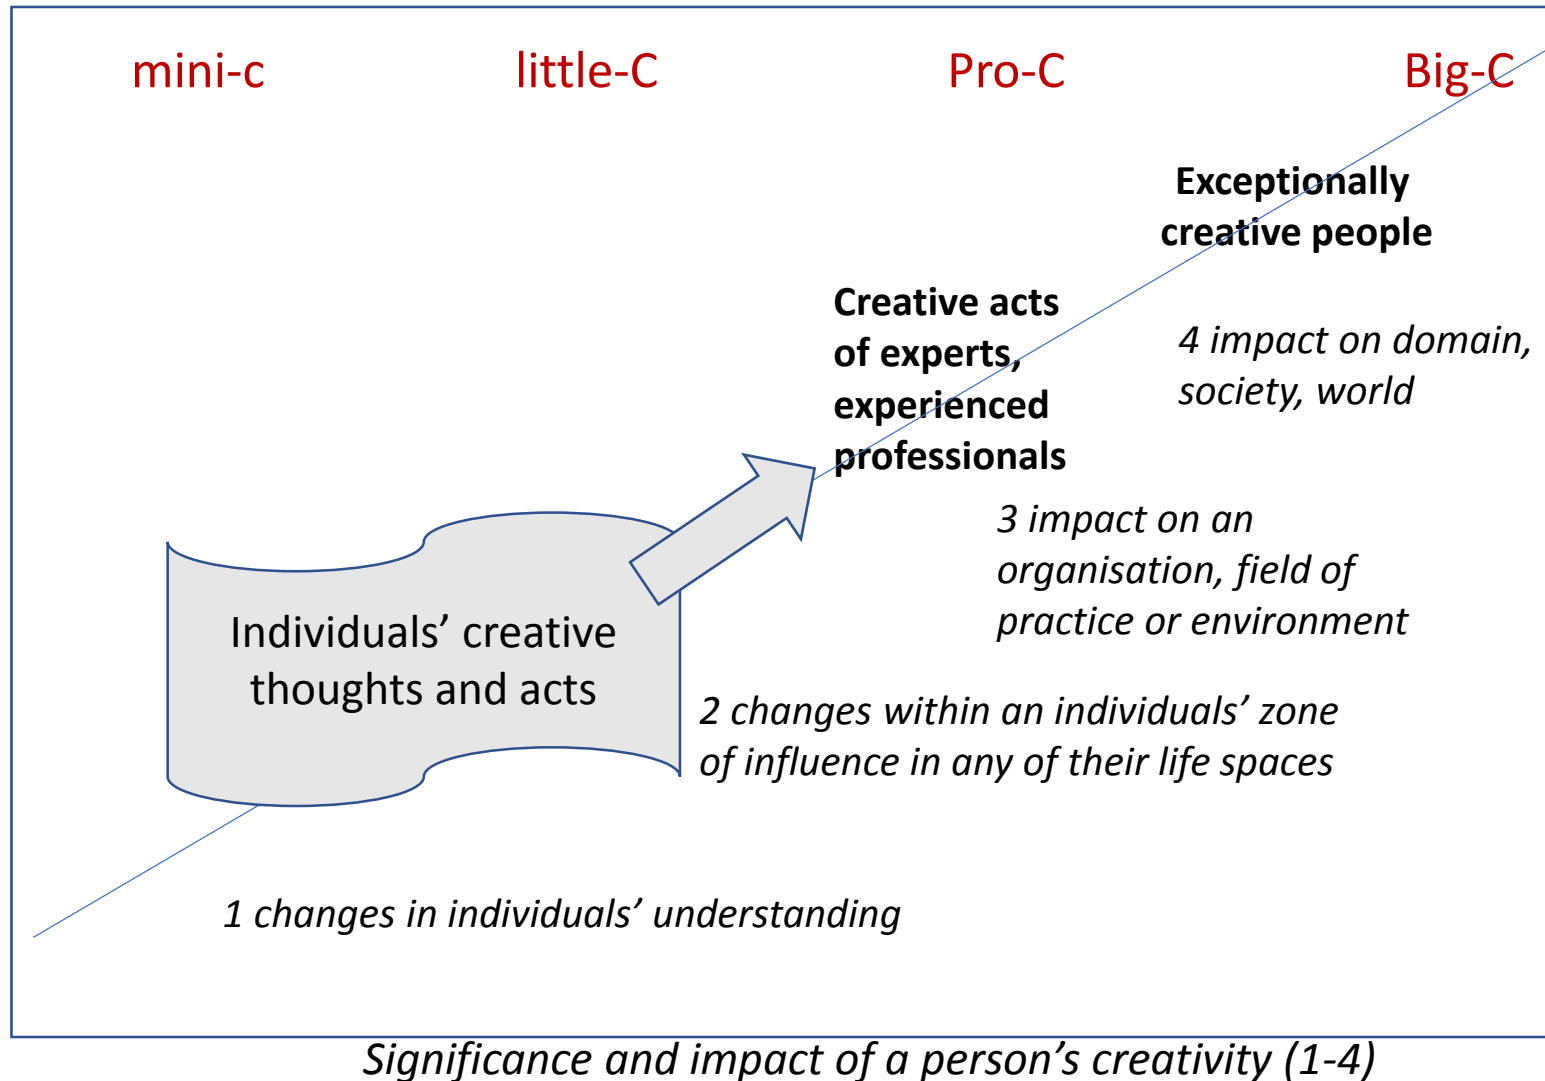 mini-c little-C Pro-C Big-C
Exceptionally
creative people
Creative acts
of experts,
experienced
professionals
4 impact on domain,
society, world
3 impact on an
organisation, field of
practice or environment
Individuals’ creative
thoughts and acts
2 changes within an individuals’ zone
of influence in any of their life spaces
1 changes in individuals’ understanding
Significance and impact of a person’s creativity (1-4)